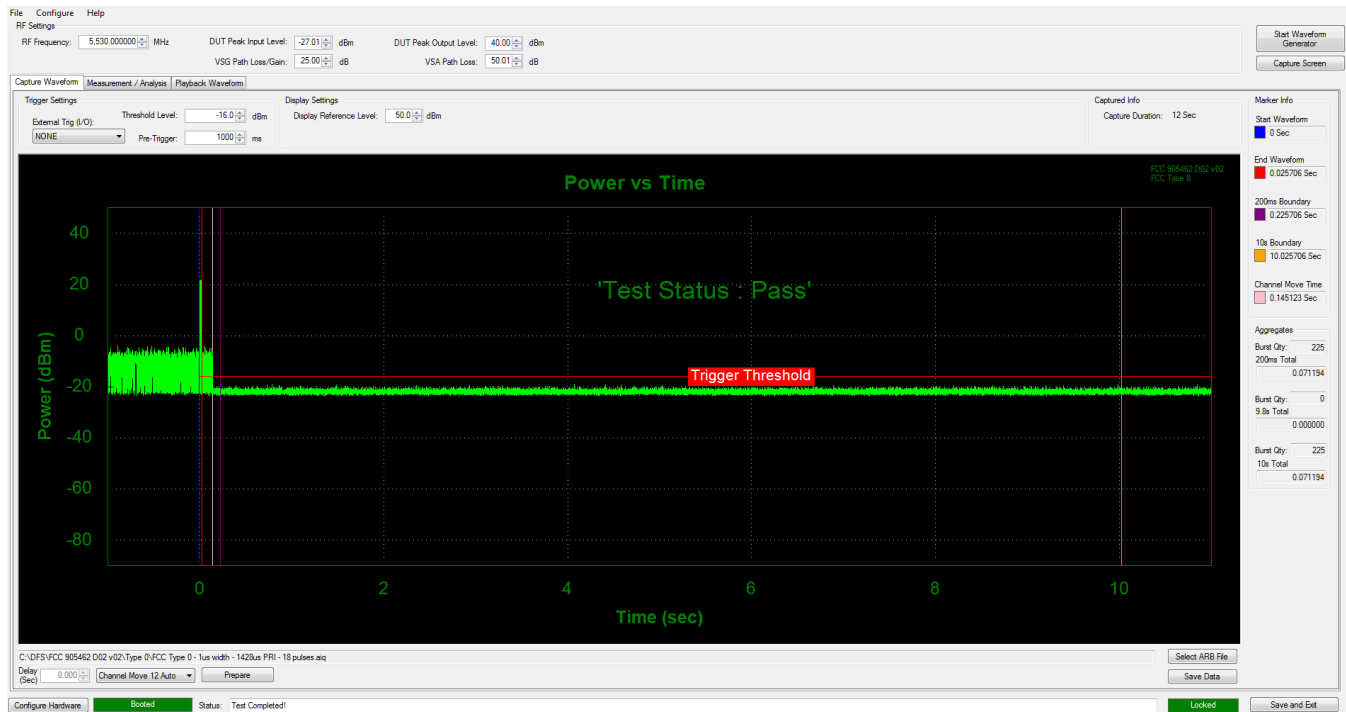 File Configure Help
RF Settings
RF Frequency: 5,530.000000 MHz DUT Peak Input Level: -27.01 dBm DUT Peak Output Level: 40.00 dBm
VSG Path Loss/Gain: 25.00 dB VSA Path Loss: 50.01 dB
Start Waveform
Generator
Capture Screen
Capture Waveform Measurement / Analysis Playback Waveform
Trigger Settings
External Trig (I/O):
NONE
Threshold Level: -16.0 dBm
Pre-Trigger: 1000 ms
Display Settings
Display Reference Level: 50.0 dBm
Captured Info
Capture Duration: 12 Sec
Marker Info
Start Waveform
0 Sec
End Waveform
0.025706 Sec
200ms Boundary
0.225706 Sec
10s Boundary
10.025706 Sec
Channel Move Time
0.145123 Sec
Aggregates
Burst Qty: 225
200ms Total
0.071194
Burst Qty: 0
9.8s Total
0.000000
Burst Qty: 225
10s Total
0.071194
FCC 905462 D02 v02
FCC Type 0
Power vs Time
'Test Status : Pass'
Trigger Threshold
Power (dBm)
40
20
0
-20
-40
-60
-80
0 2 4 6 8 10
Time (sec)
C:\DFS\FCC 905462 D02 v02\Type 0\FCC Type 0 - 1us width - 1428us PRI - 18 pulses.aiq
Select ARB File
Delay
(Sec) 0.000 Channel Move 12 Auto Prepare
Save Data
Configure Hardware Booted Status: Test Completed! Locked Save and Exit